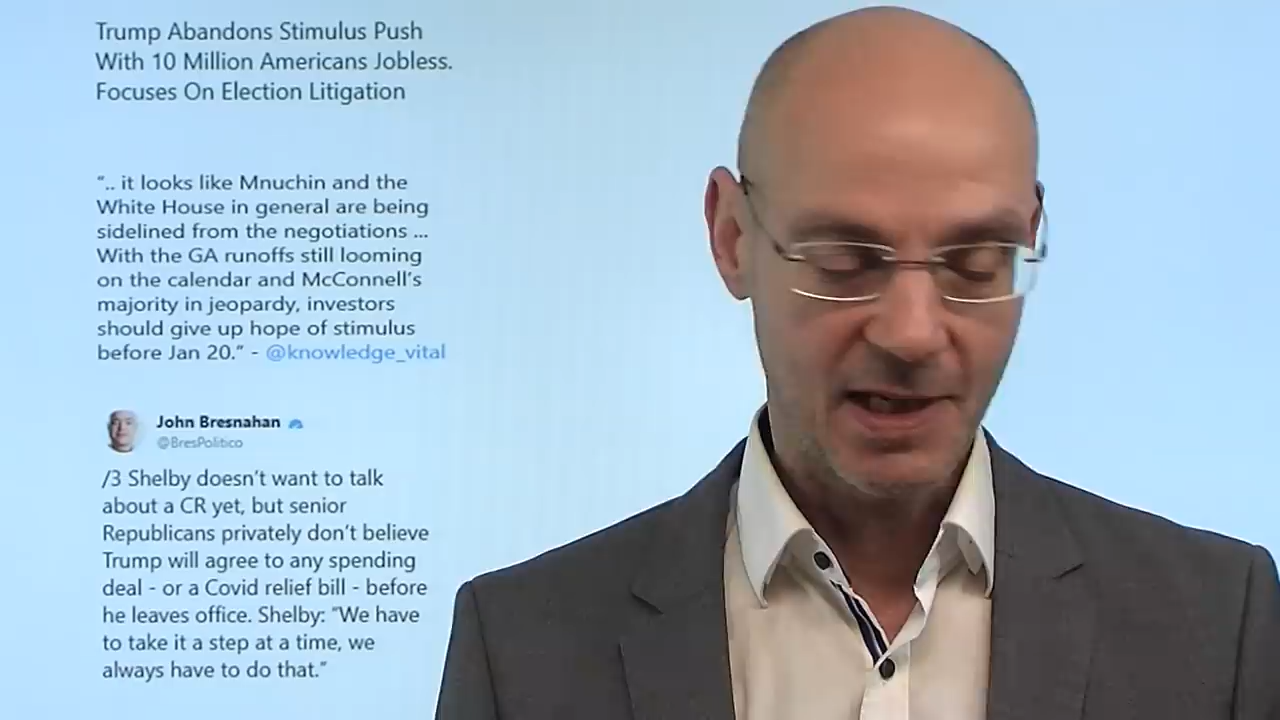 Trump Abandons Stimulus Push
With 10 Million Americans Jobless.
Focuses On Election Litigation
“.. it looks like Mnuchin and the
White House in general are being
sidelined from the negotiations ...
With the GA runoffs still looming
on the calendar and McConnell’s
majority in jeopardy, investors
should give up hope of stimulus
before Jan 20.” - @knowledge_vital
John Bresnahan
@BresPolitico
/3 Shelby doesn’t want to talk
about a CR yet, but senior
Republicans privately don’t believe
Trump will agree to any spending
deal - or a Covid relief bill - before
he leaves office. Shelby: “We have
to take it a step at a time, we
always have to do that.”